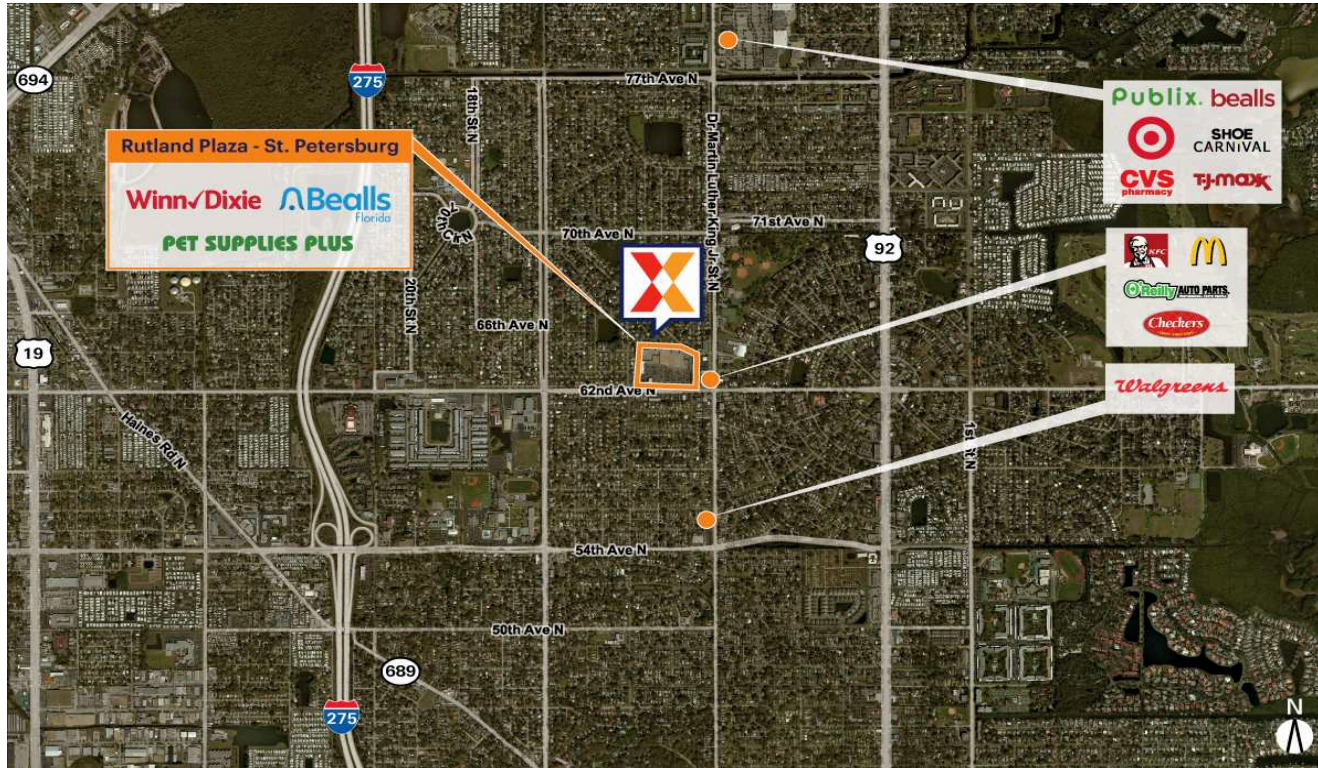 694
275
77th Ave N
18th St N
Dr Martin Luther King Jr St N
Publix. bealls
SHOE
CARNIVAL
CVS
pharmacy
T·J·maxx
Rutland Plaza - St. Petersburg
Winn✓Dixie
Bealls
Florida
PET SUPPLIES PLUS
70th Cir N
70th Ave N
71st Ave N
92
KFC
M
O'Reilly AUTO PARTS.
Checkers
20th St N
66th Ave N
19
62nd Ave N
Walgreens
Haines Rd N
1st St N
54th Ave N
50th Ave N
689
275
N